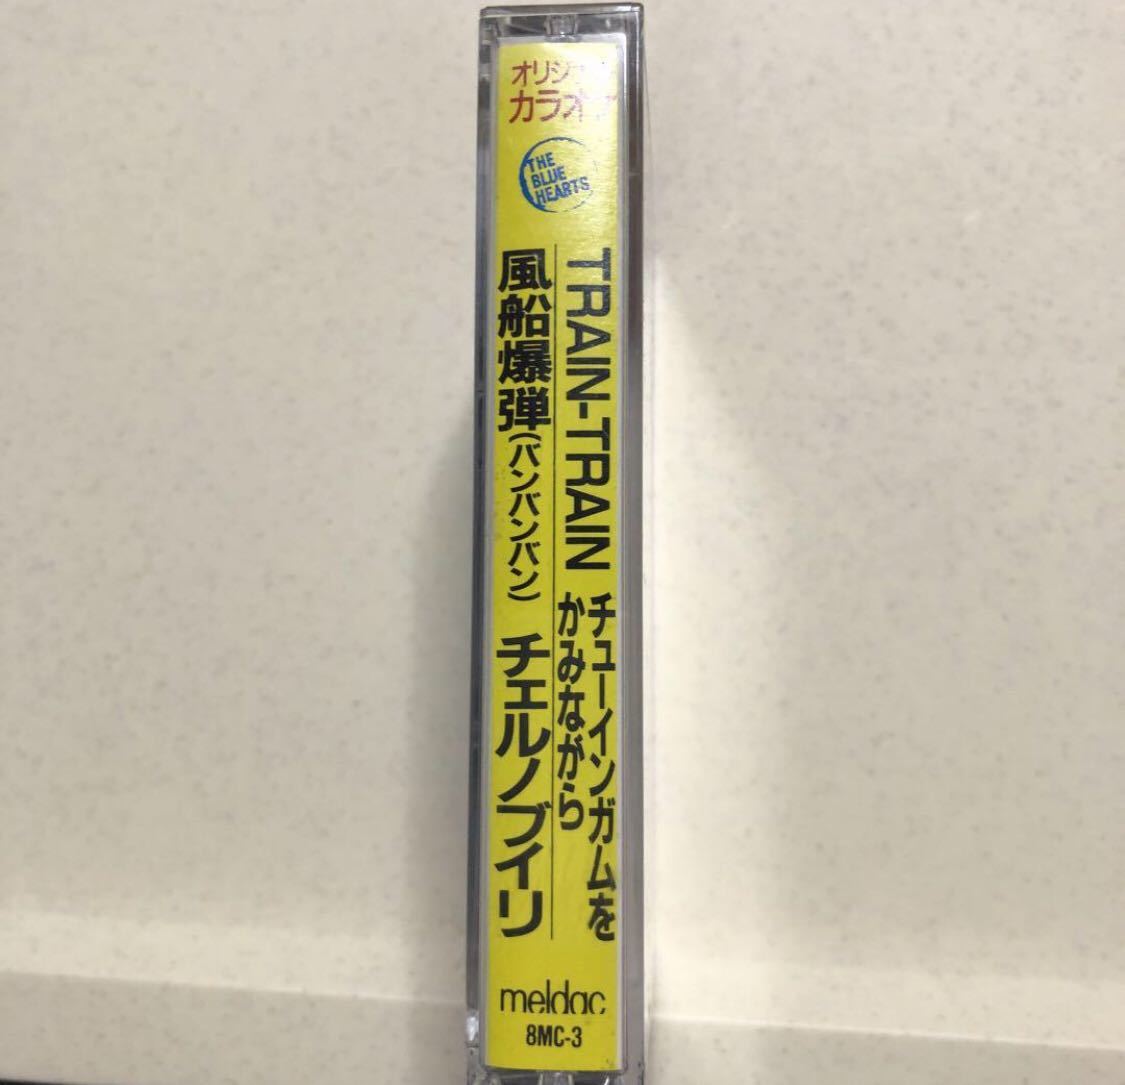 オリジナル
カラオケ
THE
BLUE
HEARTS
TRAIN-TRAIN
チューインガムを
かみながら
風船爆弾(バンバンバン)
チェルノブイリ
meldac
8MC-3